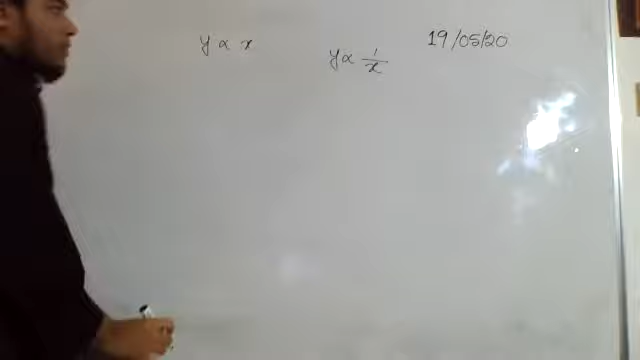 y ∝ x
y ∝ 1/x
19/05/20